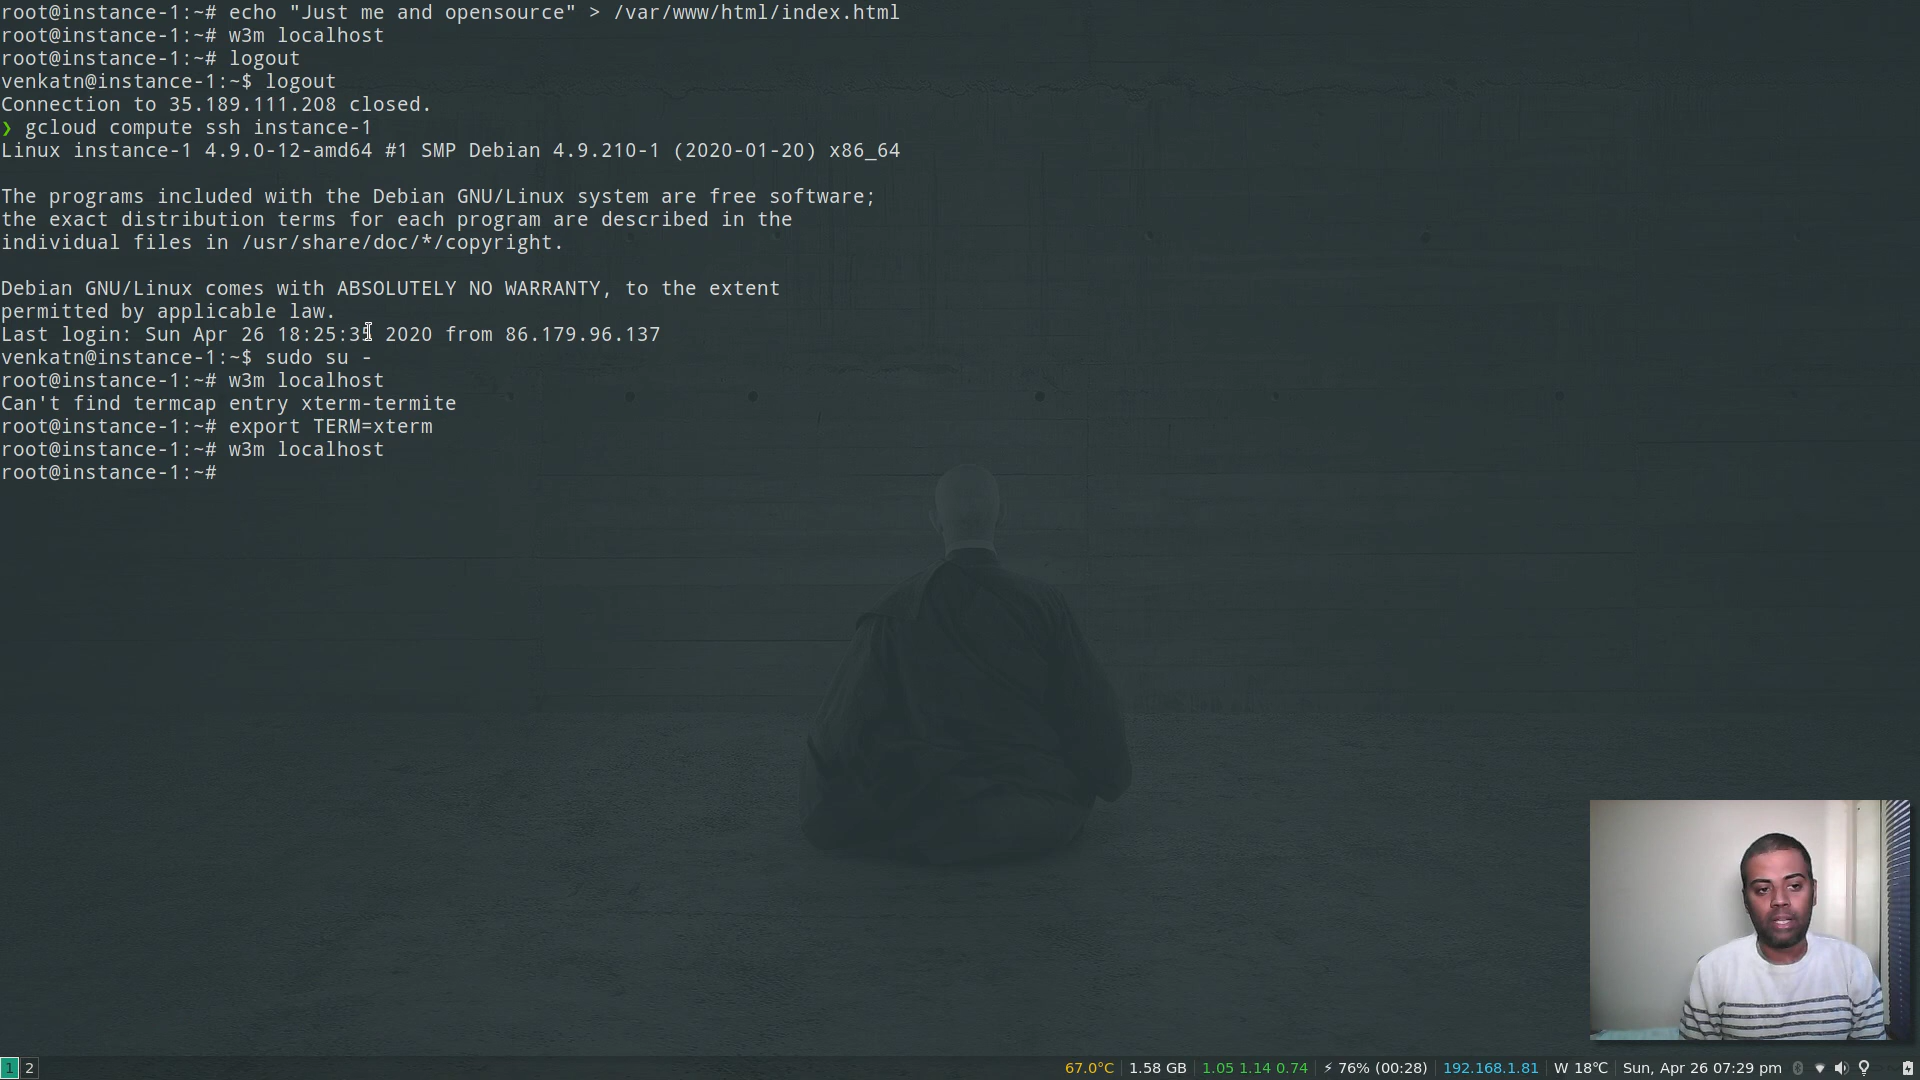 root@instance-1:~# echo "Just me and opensource" > /var/www/html/index.html
root@instance-1:~# w3m localhost
root@instance-1:~# logout
venkatn@instance-1:~$ logout
Connection to 35.189.111.208 closed.
❯ gcloud compute ssh instance-1
Linux instance-1 4.9.0-12-amd64 #1 SMP Debian 4.9.210-1 (2020-01-20) x86_64
The programs included with the Debian GNU/Linux system are free software;
the exact distribution terms for each program are described in the
individual files in /usr/share/doc/*/copyright.
Debian GNU/Linux comes with ABSOLUTELY NO WARRANTY, to the extent
permitted by applicable law.
Last login: Sun Apr 26 2020 from 86.179.96.137
venkatn@instance-1:~$ sudo su -
root@instance-1:~# w3m localhost
Can't find termcap entry xterm-termite
root@instance-1:~# export TERM=xterm
root@instance-1:~# w3m localhost
root@instance-1:~#
1 2 67.0°C 1.58 GB 1.05 1.14 0.74 ⚡ 76% (00:28) 192.168.1.81 W 18°C Sun, Apr 26 07:29 pm